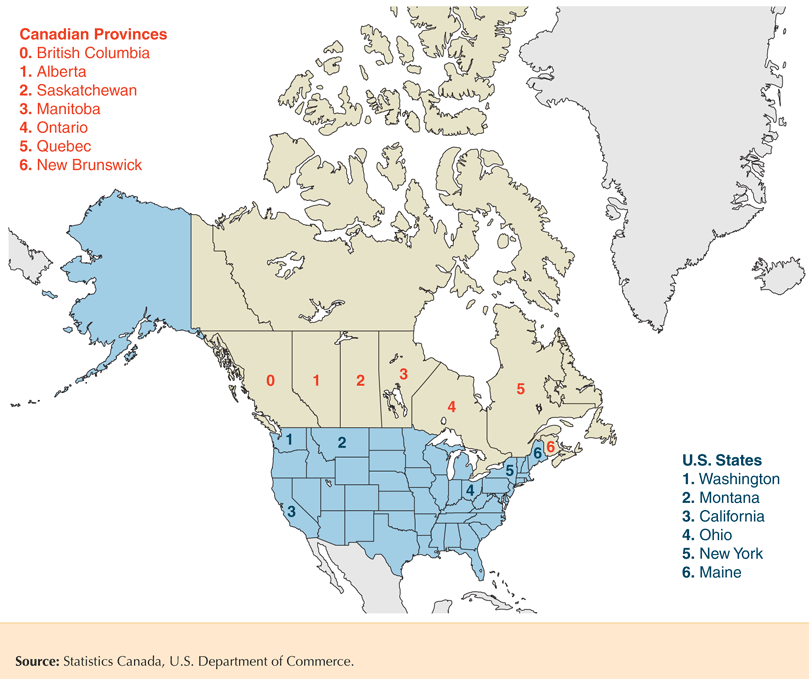 Canadian Provinces
0. British Columbia
1. Alberta
2. Saskatchewan
3. Manitoba
4. Ontario
5. Quebec
6. New Brunswick
0
1
2
3
4
5
6
1
2
3
4
5
6
U.S. States
1. Washington
2. Montana
3. California
4. Ohio
5. New York
6. Maine
Source: Statistics Canada, U.S. Department of Commerce.